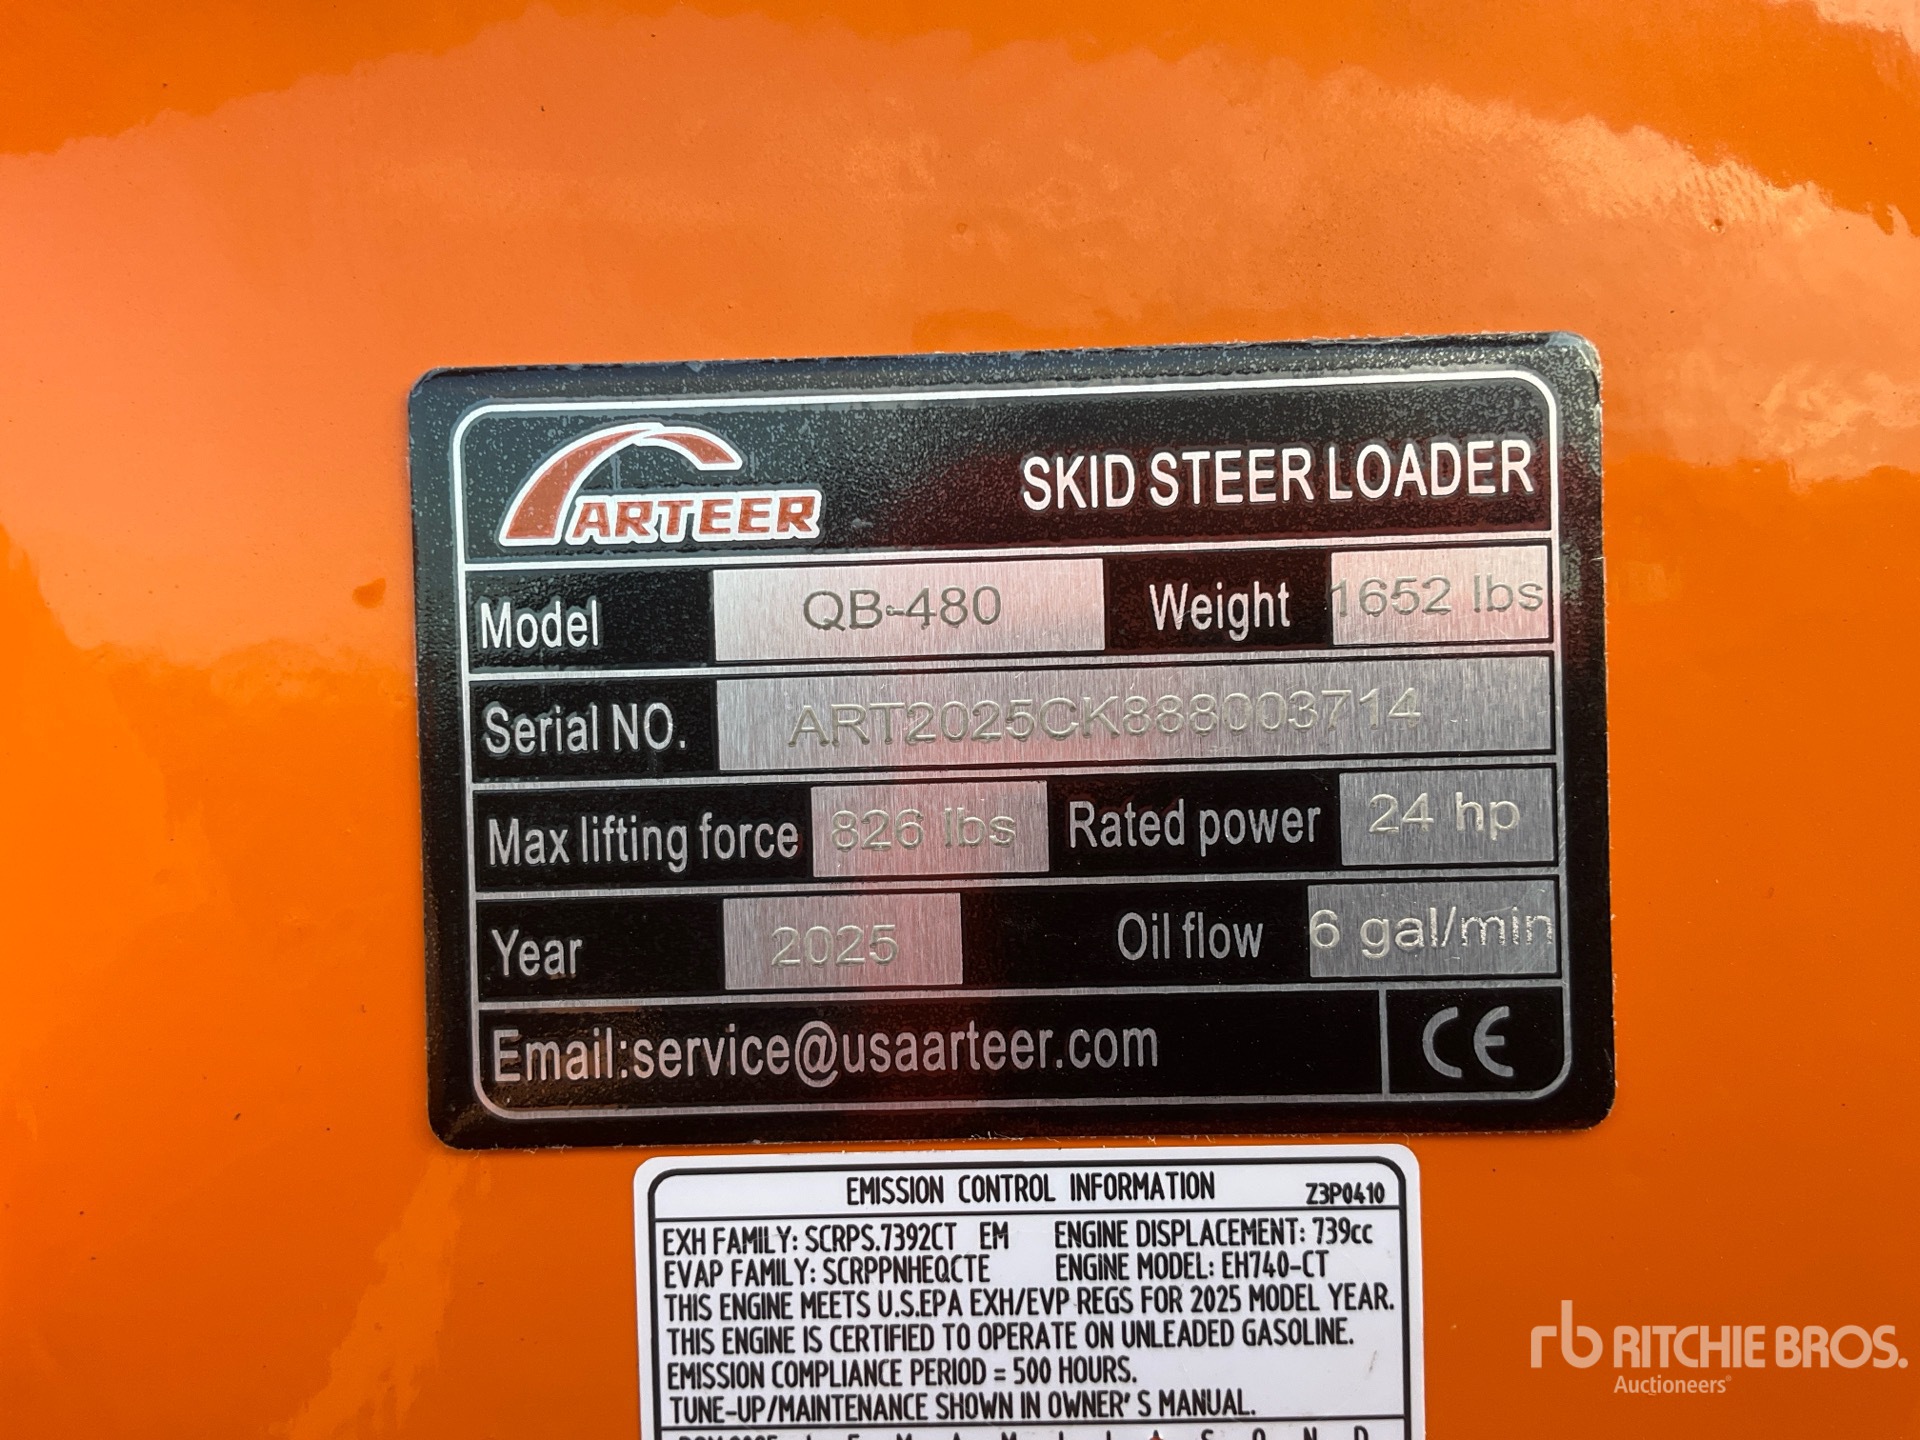 ARTEER
SKID STEER LOADER
Model QB-480 Weight 1652 lbs
Serial NO. ART2025CK888003714
Max lifting force 826 lbs Rated power 24 hp
Year 2025 Oil flow 6 gal/min
Email:service@usaarteer.com CE
EMISSION CONTROL INFORMATION Z3P0410
EXH FAMILY: SCRPS.7392CT EM ENGINE DISPLACEMENT: 739cc
EVAP FAMILY: SCRPPNHEQCTE ENGINE MODEL: EH740-CT
THIS ENGINE MEETS U.S.EPA EXH/EVP REGS FOR 2025 MODEL YEAR.
THIS ENGINE IS CERTIFIED TO OPERATE ON UNLEADED GASOLINE.
EMISSION COMPLIANCE PERIOD = 500 HOURS.
TUNE-UP/MAINTENANCE SHOWN IN OWNER' S MANUAL.
rb RITCHIE BROS.
Auctioneers